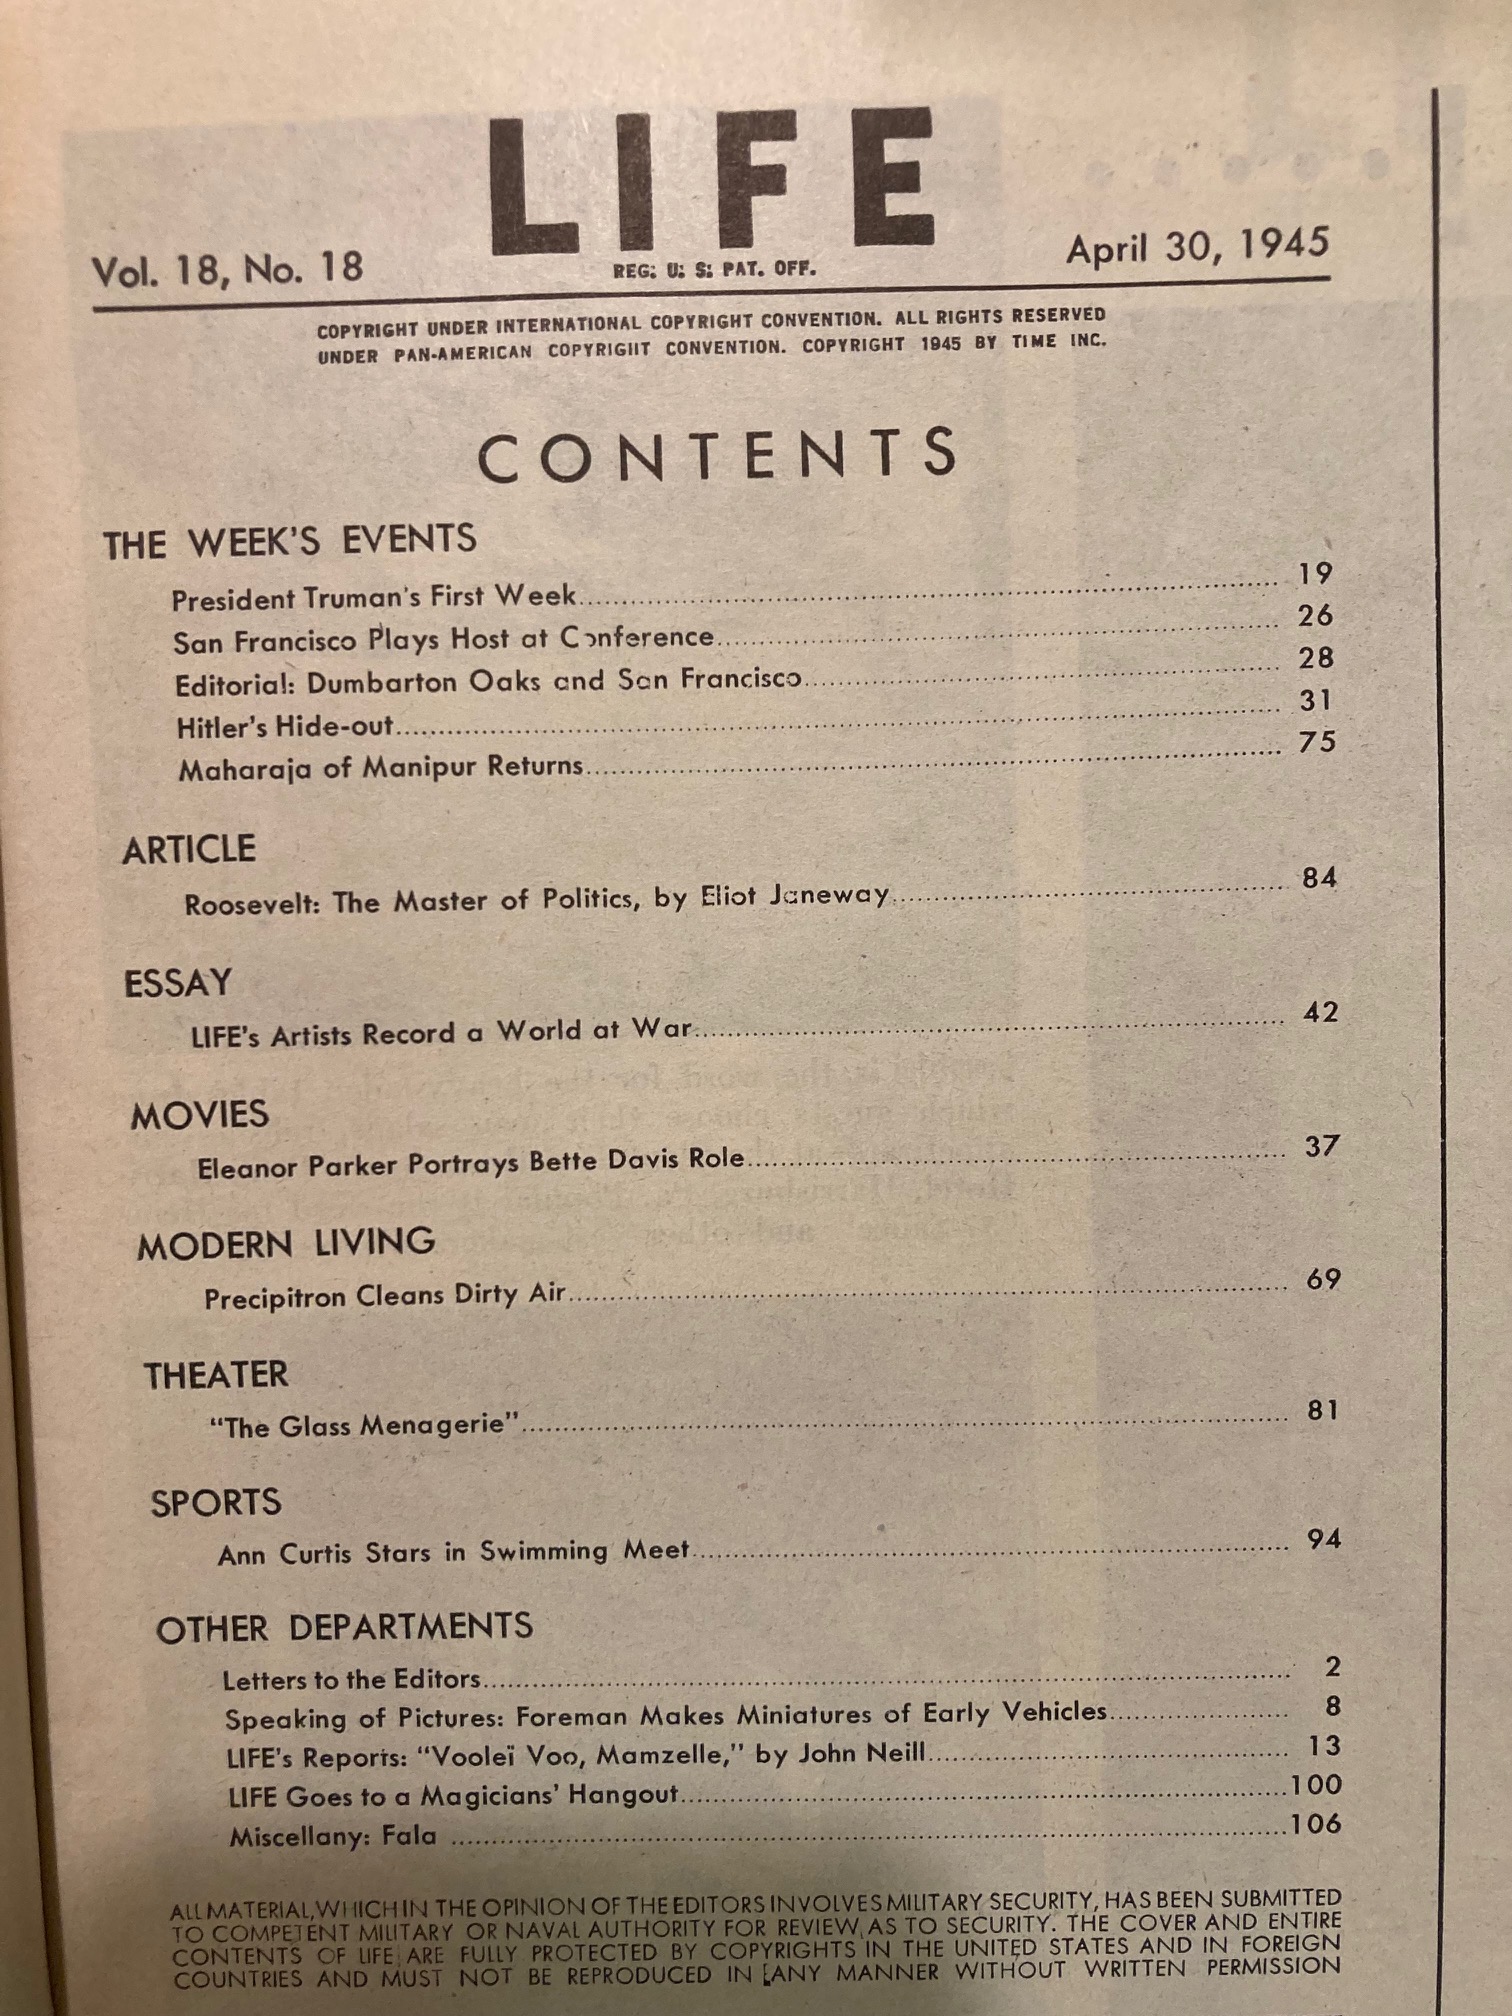 LIFE
Vol. 18, No. 18
REG. U. S. PAT. OFF.
April 30, 1945
COPYRIGHT UNDER INTERNATIONAL COPYRIGHT CONVENTION. ALL RIGHTS RESERVED
UNDER PAN-AMERICAN COPYRIGHT CONVENTION. COPYRIGHT 1945 BY TIME INC.
CONTENTS
THE WEEK'S EVENTS
President Truman's First Week 19
San Francisco Plays Host at Conference 26
Editorial: Dumbarton Oaks and San Francisco 28
Hitler's Hide-out 31
Maharaja of Manipur Returns 75
ARTICLE
Roosevelt: The Master of Politics, by Eliot Janeway 84
ESSAY
LIFE's Artists Record a World at War 42
MOVIES
Eleanor Parker Portrays Bette Davis Role 37
MODERN LIVING
Precipitron Cleans Dirty Air 69
THEATER
"The Glass Menagerie" 81
SPORTS
Ann Curtis Stars in Swimming Meet 94
OTHER DEPARTMENTS
Letters to the Editors 2
Speaking of Pictures: Foreman Makes Miniatures of Early Vehicles 8
LIFE's Reports: "Vooleï Voo, Mamzelle," by John Neill 13
LIFE Goes to a Magicians' Hangout 100
Miscellany: Fala 106
ALL MATERIAL, WHICH IN THE OPINION OF THE EDITORS INVOLVES MILITARY SECURITY, HAS BEEN SUBMITTED
TO COMPETENT MILITARY OR NAVAL AUTHORITY FOR REVIEW AS TO SECURITY. THE COVER AND ENTIRE
CONTENTS OF LIFE ARE FULLY PROTECTED BY COPYRIGHTS IN THE UNITED STATES AND IN FOREIGN
COUNTRIES AND MUST NOT BE REPRODUCED IN ANY MANNER WITHOUT WRITTEN PERMISSION